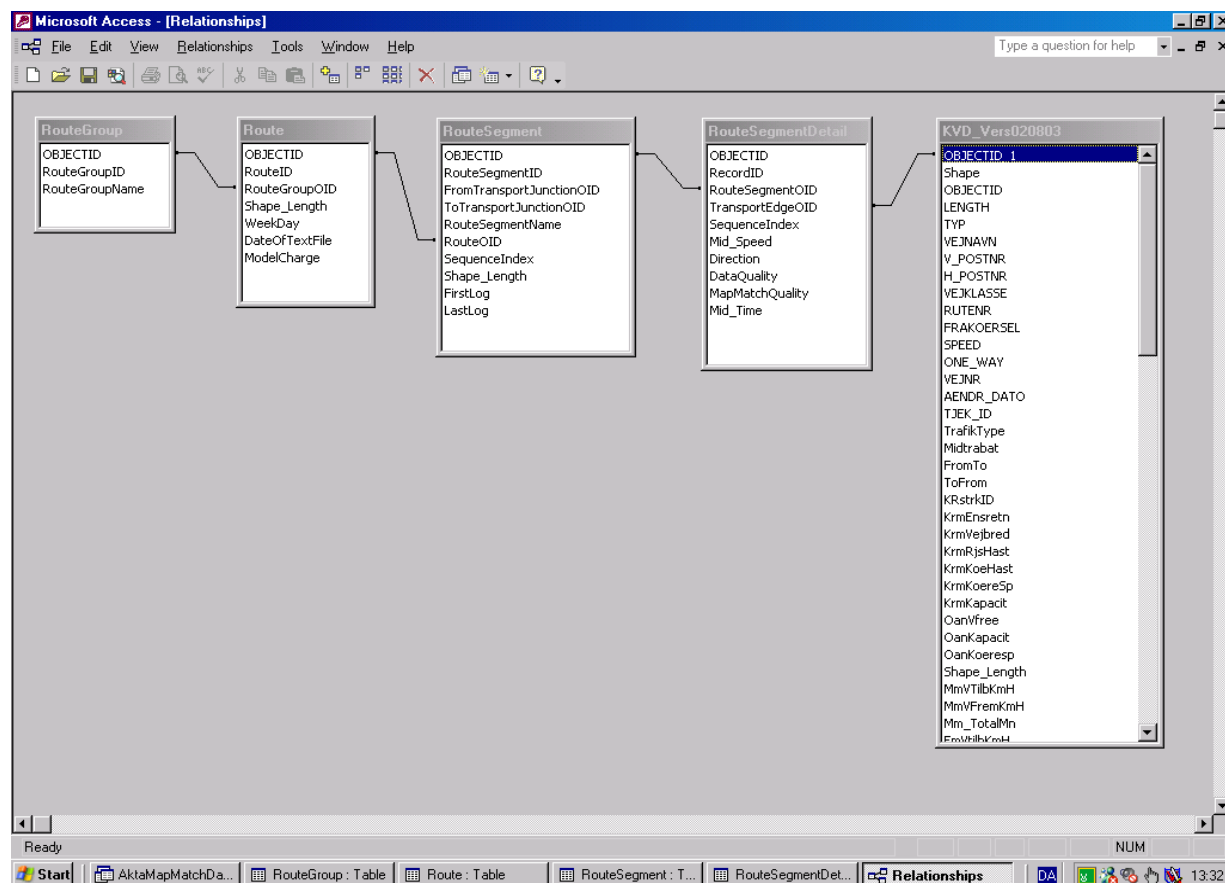 Microsoft Access - [Relationships]
File Edit View Relationships Tools Window Help
Type a question for help
RouteGroup
OBJECTID
RouteGroupID
RouteGroupName
Route
OBJECTID
RouteID
RouteGroupOID
Shape_Length
WeekDay
DateOfTextFile
ModelCharge
RouteSegment
OBJECTID
RouteSegmentID
FromTransportJunctionOID
ToTransportJunctionOID
RouteSegmentName
RouteOID
SequenceIndex
Shape_Length
FirstLog
LastLog
RouteSegmentDetail
OBJECTID
RecordID
RouteSegmentOID
TransportEdgeOID
SequenceIndex
Mid_Speed
Direction
DataQuality
MapMatchQuality
Mid_Time
KVD_Vers020803
OBJECTID_1
Shape
OBJECTID
LENGTH
TYP
VEJNAVN
V_POSTNR
H_POSTNR
VEJKLASSE
RUTENR
FRAKOERSEL
SPEED
ONE_WAY
VEJNR
AENDR_DATO
TJEK_ID
TrafikType
Midtrabat
FromTo
ToFrom
KRstrkID
KrmEnsretn
KrmVejbred
KrmRjsHast
KrmKoeHast
KrmKoereSp
KrmKapacit
OanVfree
OanKapacit
OanKoeresp
Shape_Length
MmVTilbKmH
MmVFremKmH
Mm_TotalMn
Ready
NUM
Start
AktaMapMatchDa...
RouteGroup : Table
Route : Table
RouteSegment : T...
RouteSegmentDet...
Relationships
DA
13:32